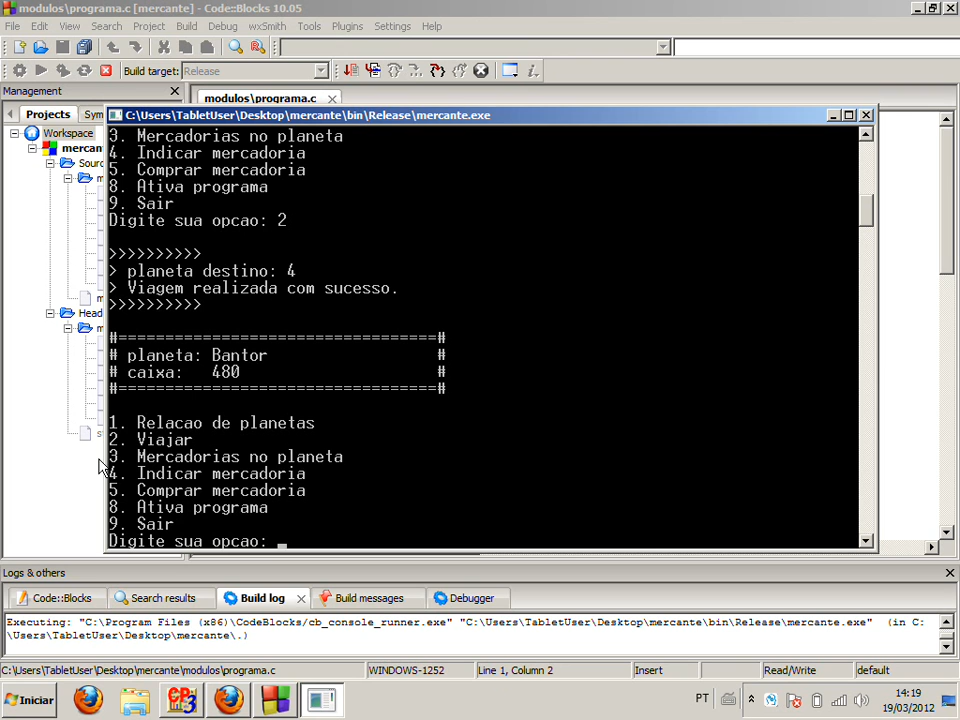 modulos\programa.c [mercante] - Code::Blocks 10.05
File Edit View Search Project Build Debug wxSmith Tools Plugins Settings Help
Build target: Release
Management
modulos\programa.c
Projects Sym
Workspace
mercan
Sourc
m
m
Head
m
s
C:\Users\TabletUser\Desktop\mercante\bin\Release\mercante.exe
3. Mercadorias no planeta
4. Indicar mercadoria
5. Comprar mercadoria
8. Ativa programa
9. Sair
Digite sua opcao: 2
>>>>>>>>>>
> planeta destino: 4
> Viagem realizada com sucesso.
>>>>>>>>>>
#==================================#
# planeta: Bantor #
# caixa: 480 #
#==================================#
1. Relacao de planetas
2. Viajar
3. Mercadorias no planeta
4. Indicar mercadoria
5. Comprar mercadoria
8. Ativa programa
9. Sair
Digite sua opcao: _
Logs & others
Code::Blocks Search results Build log Build messages Debugger
Executing: "C:\Program Files (x86)\CodeBlocks/cb_console_runner.exe" "C:\Users\TabletUser\Desktop\mercante\bin\Release\mercante.exe" (in C:
\Users\TabletUser\Desktop\mercante\.)
C:\Users\TabletUser\Desktop\mercante\modulos\programa.c WINDOWS-1252 Line 1, Column 2 Insert Read/Write default
Iniciar PT 14:19
19/03/2012